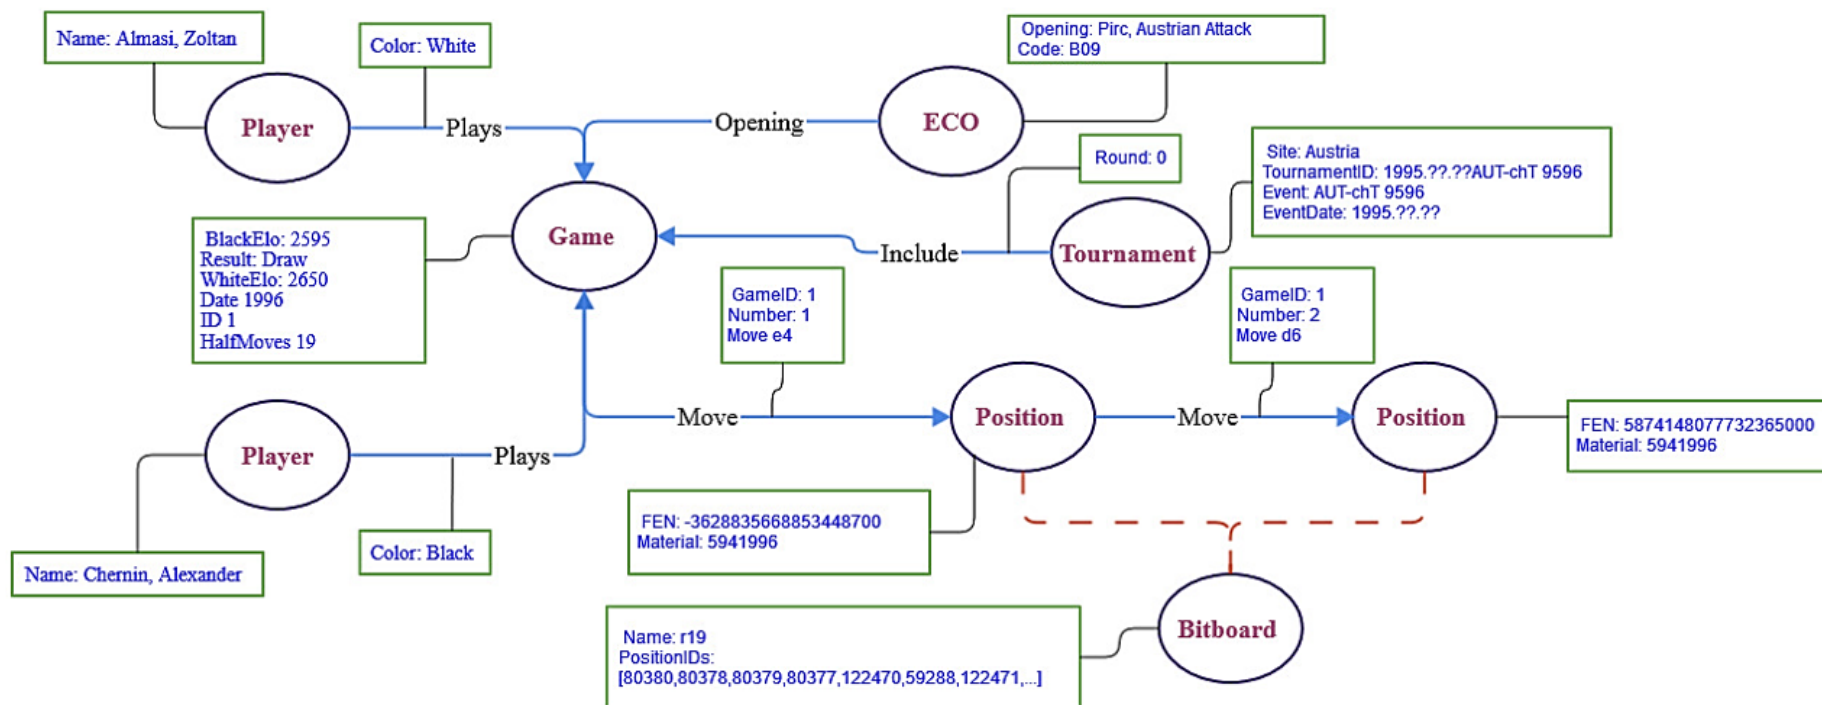 Name: Almasi, Zoltan
Color: White
Opening: Pirc, Austrian Attack
Code: B09
Player
Plays
Opening
ECO
Round: 0
Site: Austria
TournamentID: 1995.??.??AUT-chT 9596
Event: AUT-chT 9596
EventDate: 1995.??.??
BlackElo: 2595
Result: Draw
WhiteElo: 2650
Date 1996
ID 1
HalfMoves 19
Game
Include
Tournament
GameID: 1
Number: 1
Move e4
GameID: 1
Number: 2
Move d6
Player
Plays
Move
Position
Move
Position
FEN: 5874148077732365000
Material: 5941996
FEN: -3628835668853448700
Material: 5941996
Color: Black
Name: Chernin, Alexander
Name: r19
PositionIDs:
[80380,80378,80379,80377,122470,59288,122471,...]
Bitboard